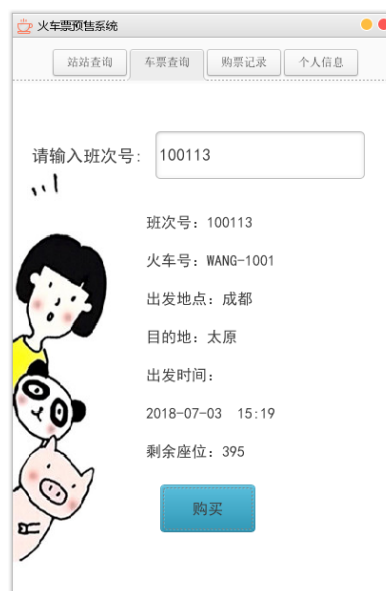 火车票预售系统
站站查询 车票查询 购票记录 个人信息
请输入班次号: 100113
班次号: 100113
火车号: WANG-1001
出发地点: 成都
目的地: 太原
出发时间:
2018-07-03 15:19
剩余座位: 395
购买